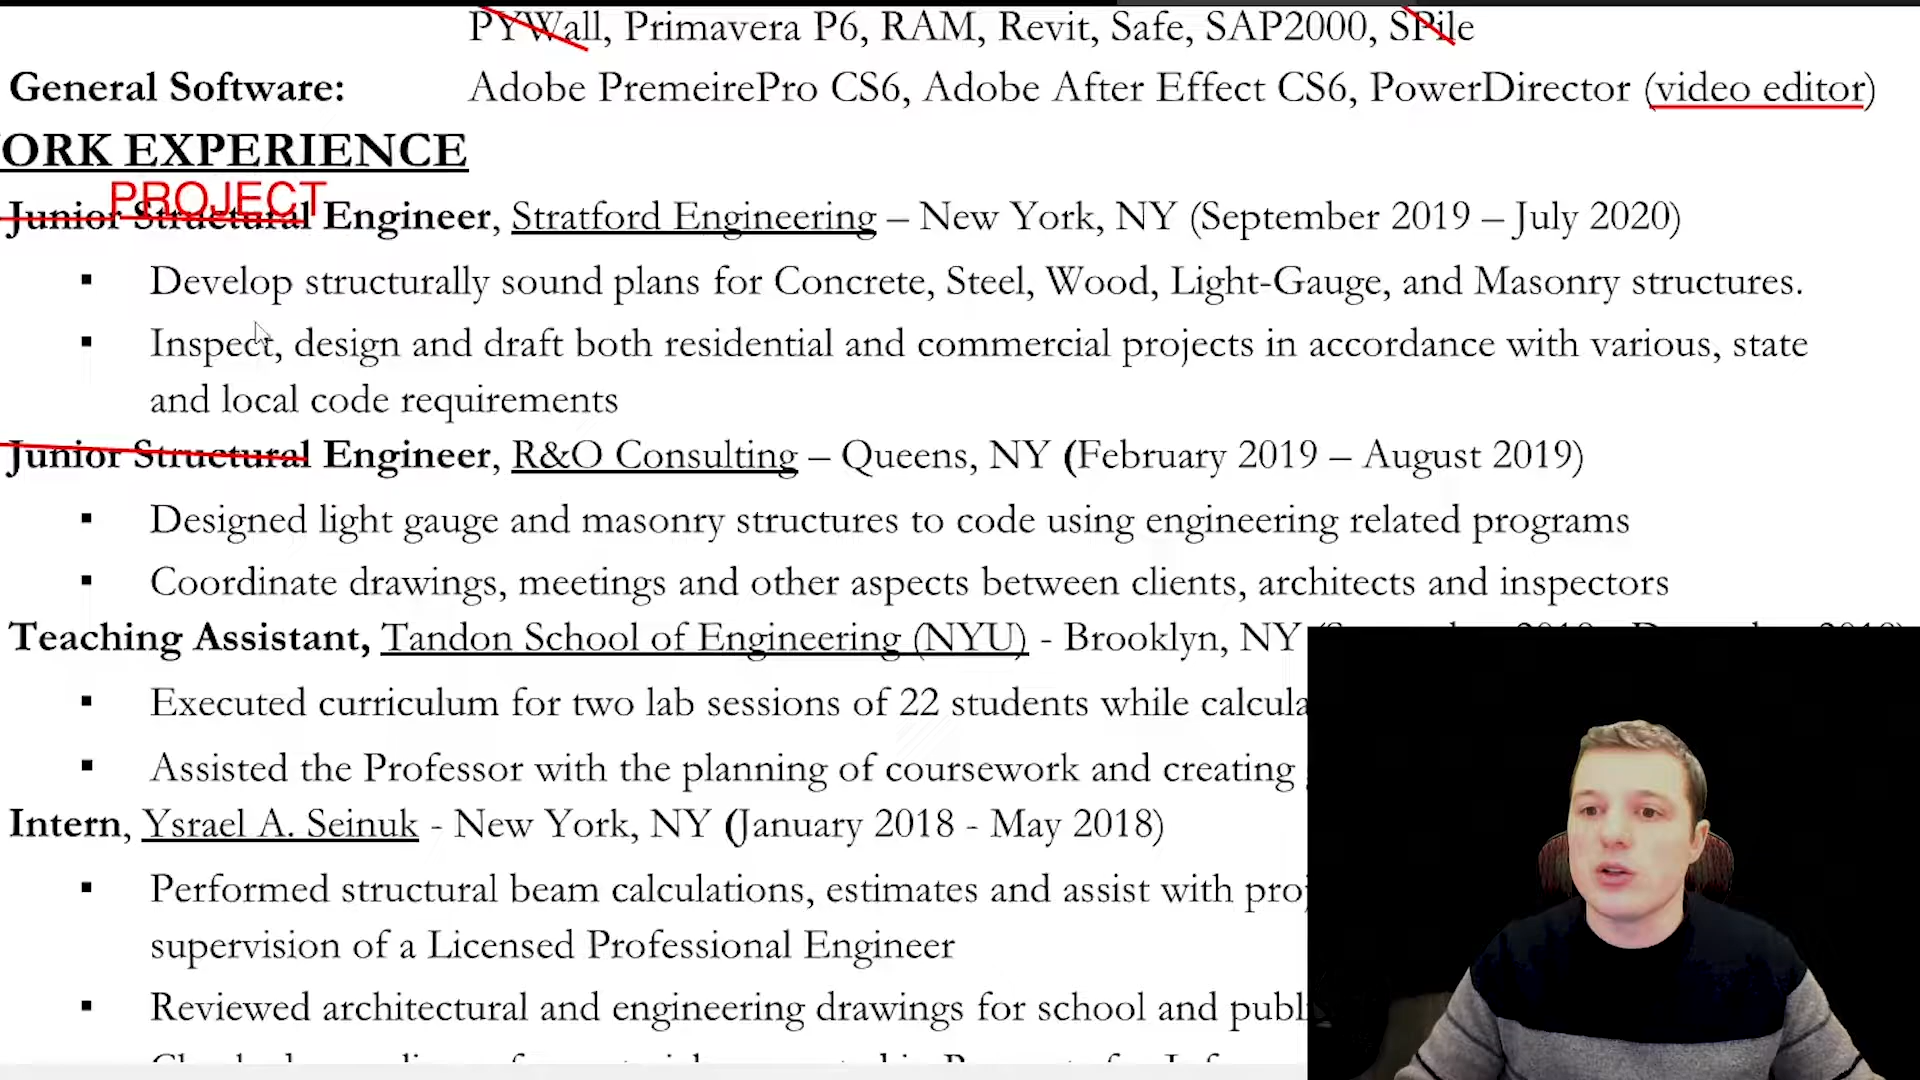 PYWall, Primavera P6, RAM, Revit, Safe, SAP2000, SPile
General Software: Adobe PremeirePro CS6, Adobe After Effect CS6, PowerDirector (video editor)
ORK EXPERIENCE
PROJECT
Junior Structural Engineer, Stratford Engineering – New York, NY (September 2019 – July 2020)
▪ Develop structurally sound plans for Concrete, Steel, Wood, Light-Gauge, and Masonry structures.
▪ Inspect, design and draft both residential and commercial projects in accordance with various, state
and local code requirements
Junior Structural Engineer, R&O Consulting – Queens, NY (February 2019 – August 2019)
▪ Designed light gauge and masonry structures to code using engineering related programs
▪ Coordinate drawings, meetings and other aspects between clients, architects and inspectors
Teaching Assistant, Tandon School of Engineering (NYU) - Brooklyn, NY
▪ Executed curriculum for two lab sessions of 22 students while calcula
▪ Assisted the Professor with the planning of coursework and creating
Intern, Ysrael A. Seinuk - New York, NY (January 2018 - May 2018)
▪ Performed structural beam calculations, estimates and assist with proj
supervision of a Licensed Professional Engineer
▪ Reviewed architectural and engineering drawings for school and publ